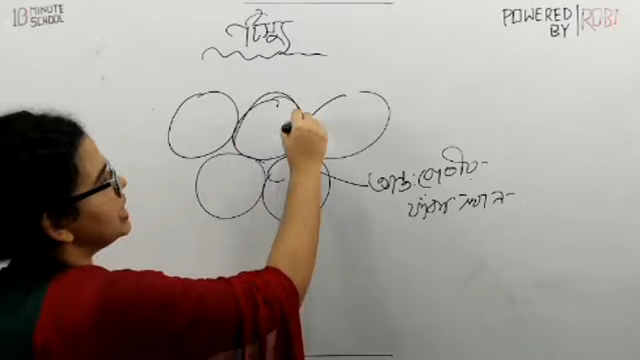 10 MINUTE
SCHOOL
POWERED
BY
ROBI
টিস্যু
আন্তঃকোষীয়
ফাঁকা স্থান